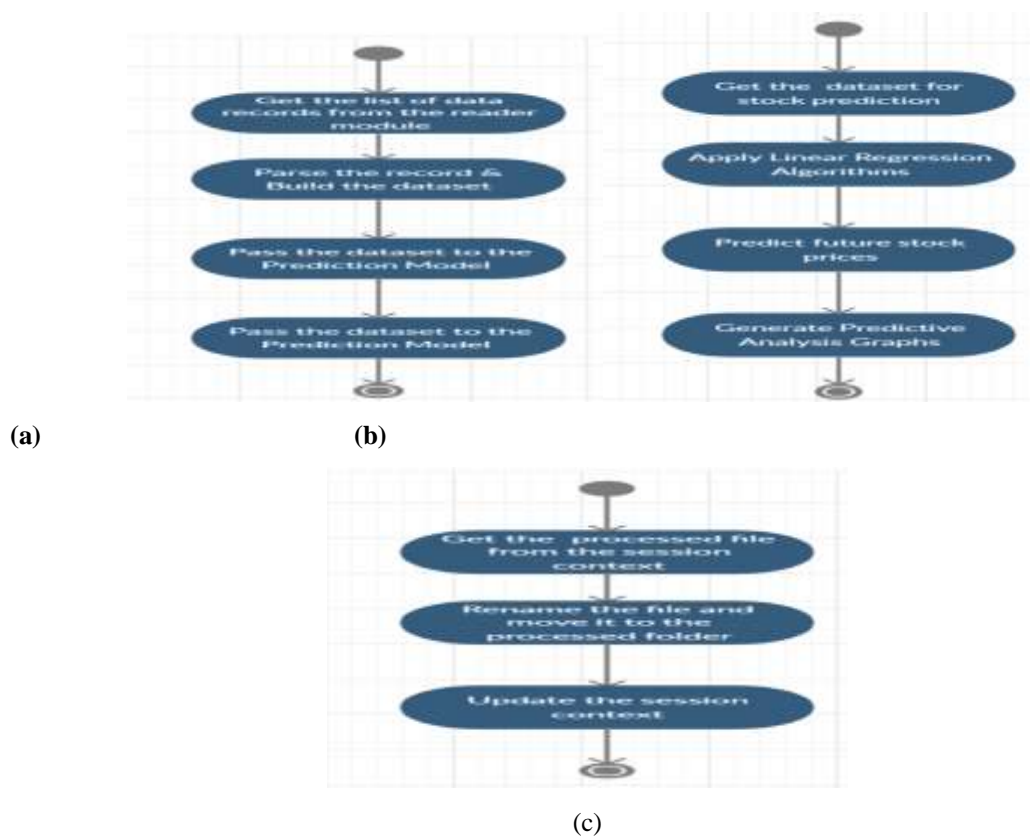 Get the list of data
records from the reader
module
Parse the record &
Build the dataset
Pass the dataset to the
Prediction Model
Pass the dataset to the
Prediction Model
Get the dataset for
stock prediction
Apply Linear Regression
Algorithms
Predict future stock
prices
Generate Predictive
Analysis Graphs
(a)
(b)
Get the processed file
from the session
context
Rename the file and
move it to the
processed folder
Update the session
context
(c)